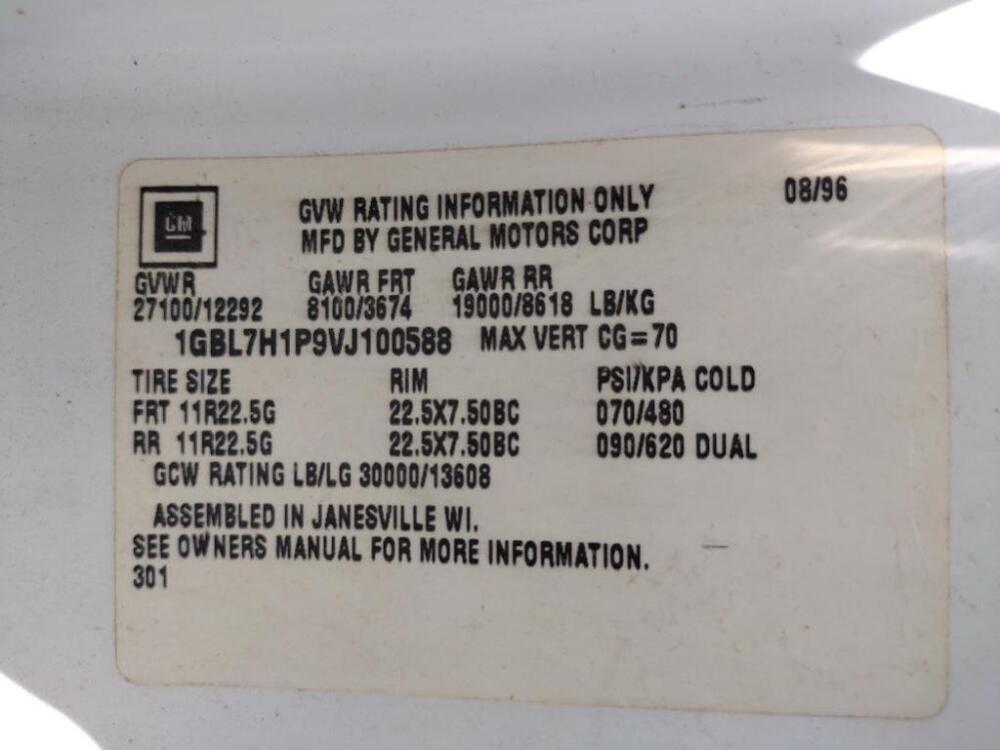 GM
GVW RATING INFORMATION ONLY 08/96
MFD BY GENERAL MOTORS CORP
GVWR GAWR FRT GAWR RR
27100/12292 8100/3674 19000/8618 LB/KG
1GBL7H1P9VJ100588 MAX VERT CG=70
TIRE SIZE RIM PSI/KPA COLD
FRT 11R22.5G 22.5X7.50BC 070/480
RR 11R22.5G 22.5X7.50BC 090/620 DUAL
GCW RATING LB/LG 30000/13608
ASSEMBLED IN JANESVILLE WI.
SEE OWNERS MANUAL FOR MORE INFORMATION.
301